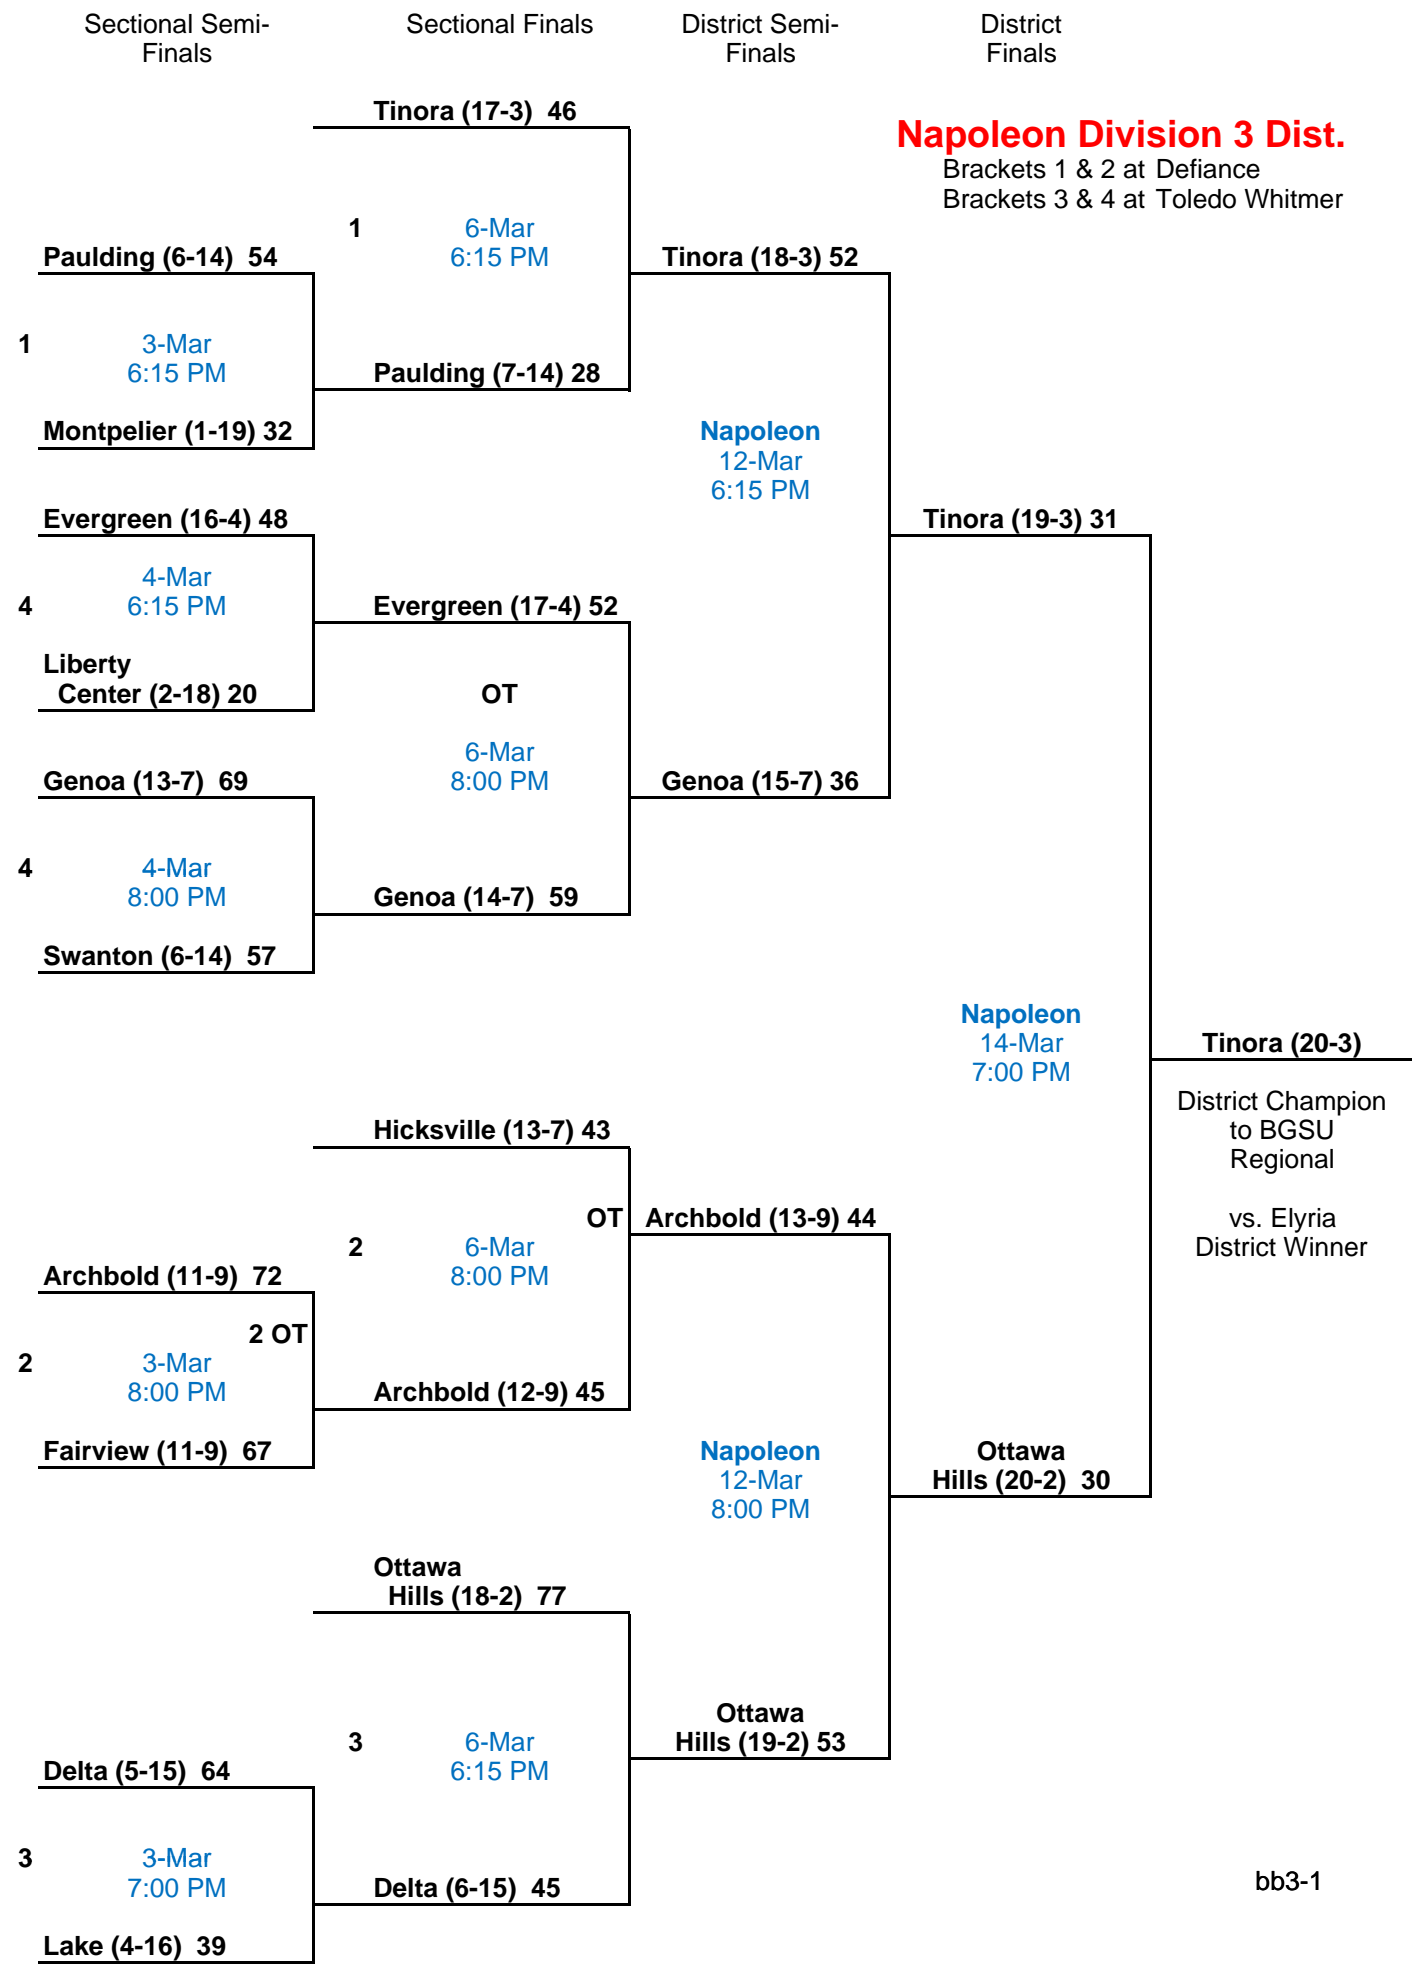 Sectional Semi-
Finals
Sectional Finals
District Semi-
Finals
District
Finals
Napoleon Division 3 Dist.
Brackets 1 & 2 at Defiance
Brackets 3 & 4 at Toledo Whitmer
Tinora (17-3) 46
1
6-Mar
6:15 PM
Paulding (6-14) 54
Tinora (18-3) 52
1
3-Mar
6:15 PM
Paulding (7-14) 28
Montpelier (1-19) 32
Napoleon
12-Mar
6:15 PM
Evergreen (16-4) 48
Tinora (19-3) 31
4
4-Mar
6:15 PM
Evergreen (17-4) 52
Liberty
Center (2-18) 20
OT
6-Mar
8:00 PM
Genoa (13-7) 69
Genoa (15-7) 36
4
4-Mar
8:00 PM
Genoa (14-7) 59
Swanton (6-14) 57
Napoleon
14-Mar
7:00 PM
Tinora (20-3)
District Champion
to BGSU
Regional
vs. Elyria
District Winner
Hicksville (13-7) 43
OT
Archbold (13-9) 44
2
6-Mar
8:00 PM
Archbold (11-9) 72
2 OT
2
3-Mar
8:00 PM
Archbold (12-9) 45
Fairview (11-9) 67
Napoleon
12-Mar
8:00 PM
Ottawa
Hills (20-2) 30
Ottawa
Hills (18-2) 77
Ottawa
Hills (19-2) 53
3
6-Mar
6:15 PM
Delta (5-15) 64
3
3-Mar
7:00 PM
Delta (6-15) 45
Lake (4-16) 39
bb3-1